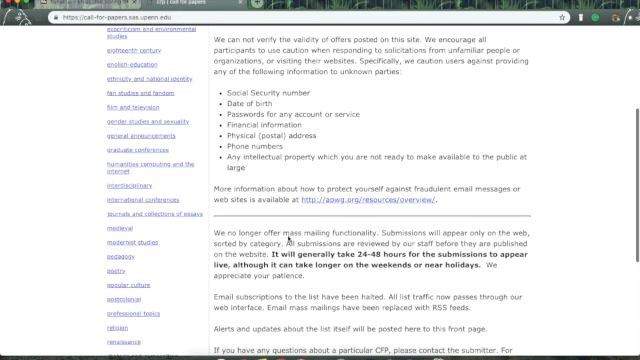 cfp | call for papers
https://call-for-papers.sas.upenn.edu
ecocriticism and environmental
studies
eighteenth century
english-education
ethnicity and national identity
fan studies and fandom
film and television
gender studies and sexuality
general announcements
graduate conferences
humanities computing and the
internet
interdisciplinary
international conferences
journals and collections of essays
medieval
modernist studies
pedagogy
poetry
popular culture
postcolonial
professional topics
religion
renaissance
We can not verify the validity of offers posted on this site. We encourage all
participants to use caution when responding to solicitations from unfamiliar people or
organizations, or visiting their websites. Specifically, we caution users against providing
any of the following information to unknown parties:
• Social Security number
• Date of birth
• Passwords for any account or service
• Financial information
• Physical (postal) address
• Phone numbers
• Any intellectual property which you are not ready to make available to the public at
large
More information about how to protect yourself against fraudulent email messages or
web sites is available at http://apwg.org/resources/overview/.
We no longer offer mass mailing functionality. Submissions will appear only on the web,
sorted by category. All submissions are reviewed by our staff before they are published
on the website. It will generally take 24-48 hours for the submissions to appear
live, although it can take longer on the weekends or near holidays. We
appreciate your patience.
Email subscriptions to the list have been halted. All list traffic now passes through our
web interface. Email mass mailings have been replaced with RSS feeds.
Alerts and updates about the list itself will be posted here to this front page.
If you have any questions about a particular CFP, please contact the submitter. For